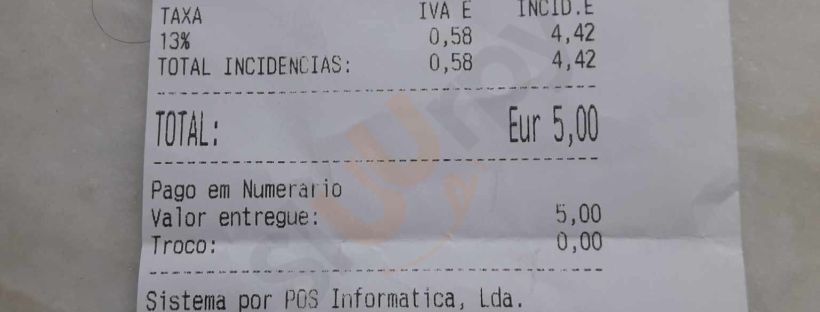 TAXA IVA E INCID.E
13% 0,58 4,42
TOTAL INCIDENCIAS: 0,58 4,42
TOTAL: Eur 5,00
Pago em Numerario
Valor entregue: 5,00
Troco: 0,00
Sistema por POS Informatica, Lda.